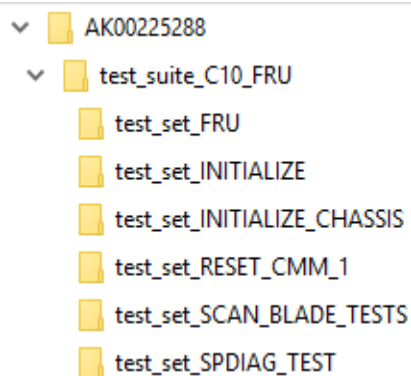 AK00225288
test_suite_C10_FRU
test_set_FRU
test_set_INITIALIZE
test_set_INITIALIZE_CHASSIS
test_set_RESET_CMM_1
test_set_SCAN_BLADE_TESTS
test_set_SPDIAG_TEST